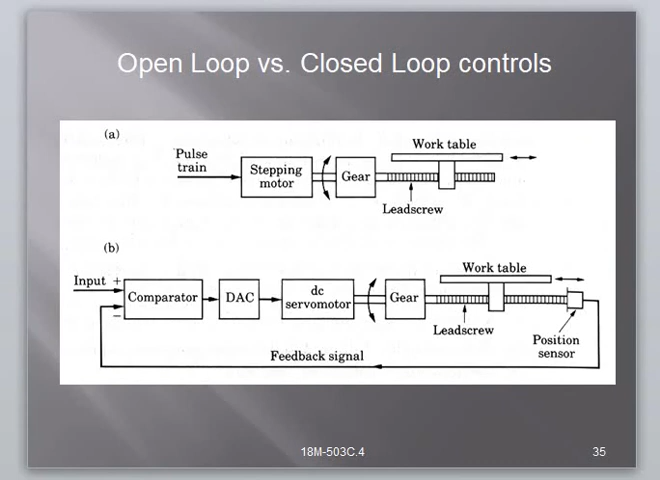 Open Loop vs. Closed Loop controls
(a)
Work table
Pulse
train
Stepping
motor
Gear
Leadscrew
(b)
Work table
Input +
Comparator
DAC
dc
servomotor
Gear
−
Leadscrew
Position
sensor
Feedback signal
18M-503C.4
35